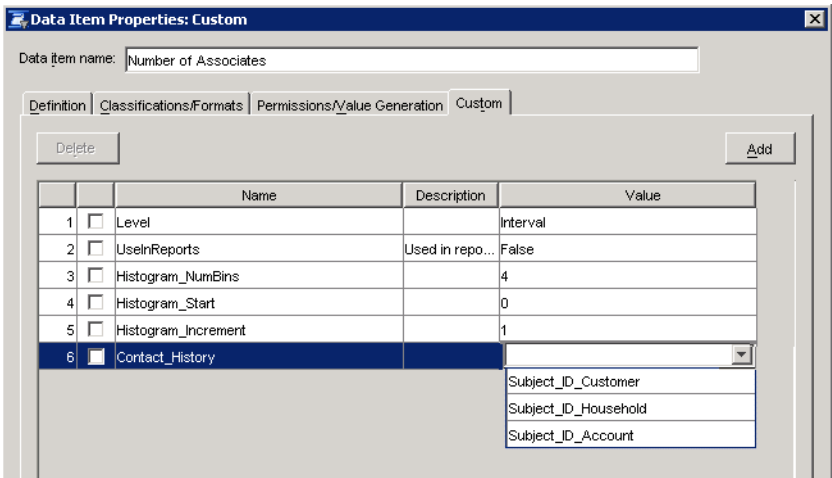 Data Item Properties: Custom
Data item name: Number of Associates
Definition Classifications/Formats Permissions/Value Generation Custom
Delete Add
Name Description Value
1 Level Interval
2 UseInReports Used in repo... False
3 Histogram_NumBins 4
4 Histogram_Start 0
5 Histogram_Increment 1
6 Contact_History
Subject_ID_Customer
Subject_ID_Household
Subject_ID_Account